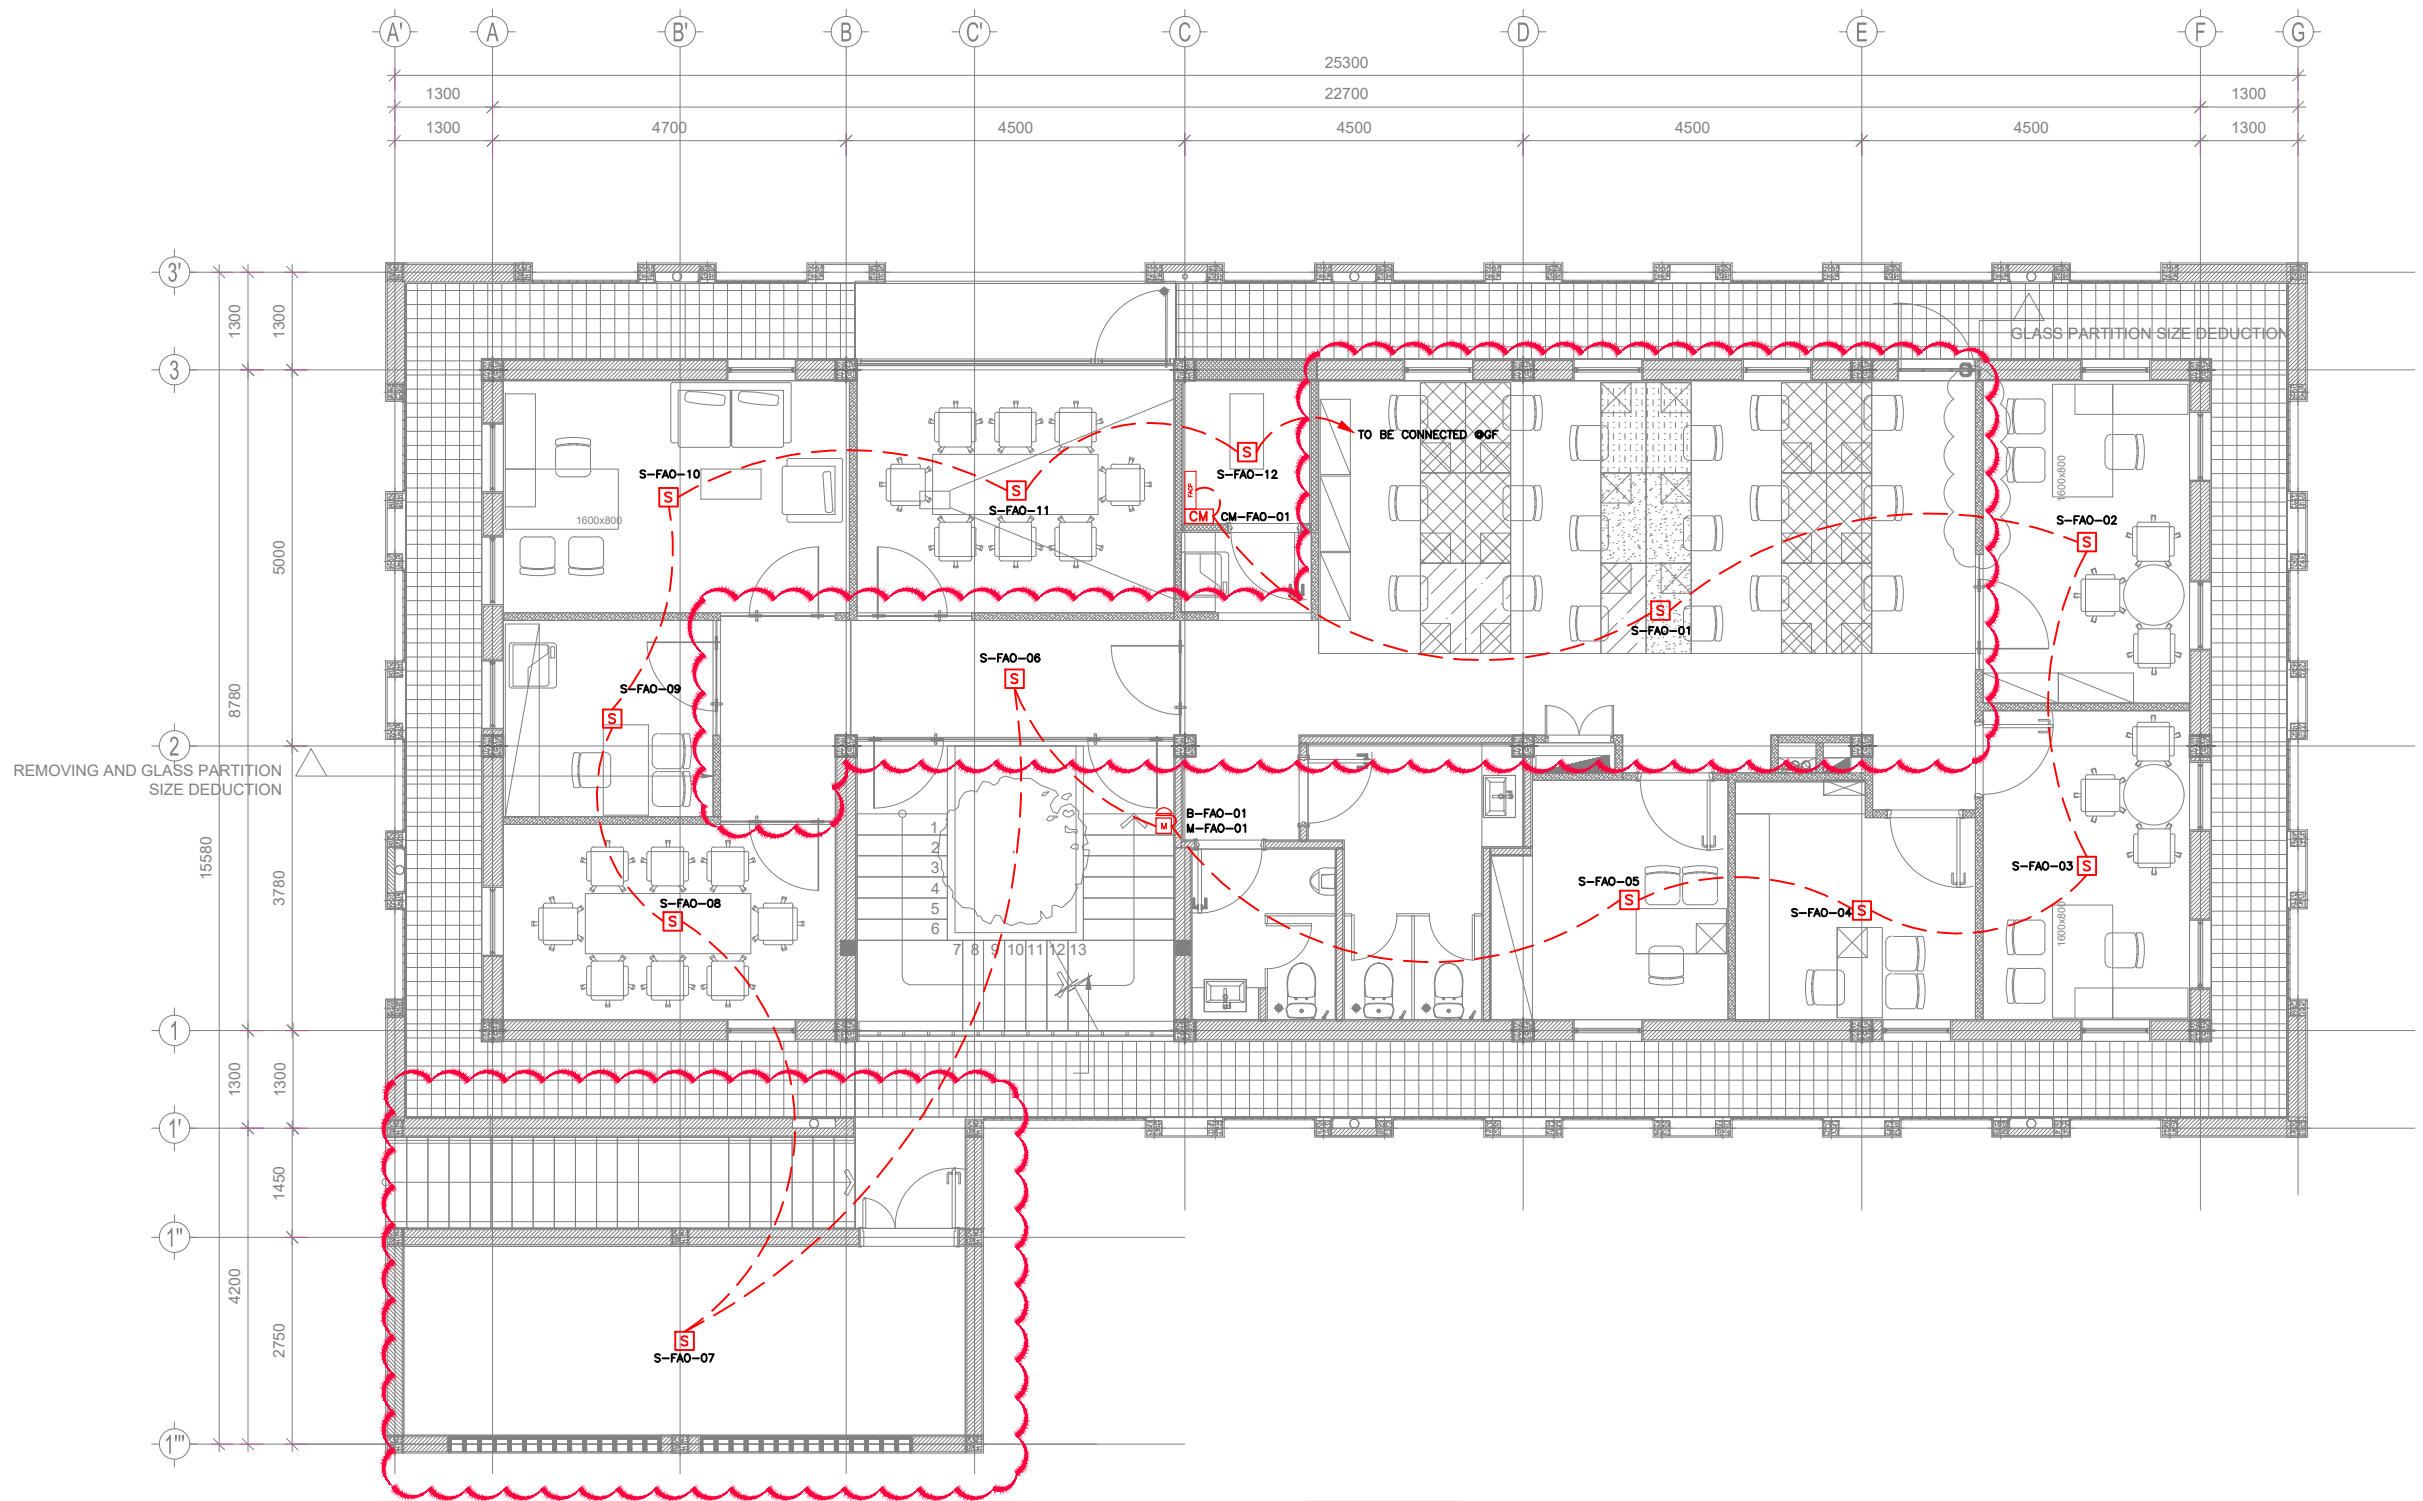 A' A B' B C' C D E F G
25300
1300 22700 1300
1300 4700 4500 4500 4500 4500 1300
3'
1300 1300
GLASS PARTITION SIZE DEDUCTION
3
TO BE CONNECTED @GF
S-FAO-10
S
S-FAO-11
S
S-FAO-12
S
FACP
CM CM-FAO-01
1600x800
1600x800
S-FAO-02
S
5000
S-FAO-01
S
S-FAO-06
S
S-FAO-09
S
8780
2
REMOVING AND GLASS PARTITION
SIZE DEDUCTION
B-FAO-01
M M-FAO-01
1
2
3
4
5
6
7 8 9 10 11 12 13
15580
3780
S-FAO-08
S
S-FAO-05
S
S-FAO-04
S
S-FAO-03
S
1600x800
1
1300 1300
1'
1450
1"
4200
2750
S
S-FAO-07
1"'